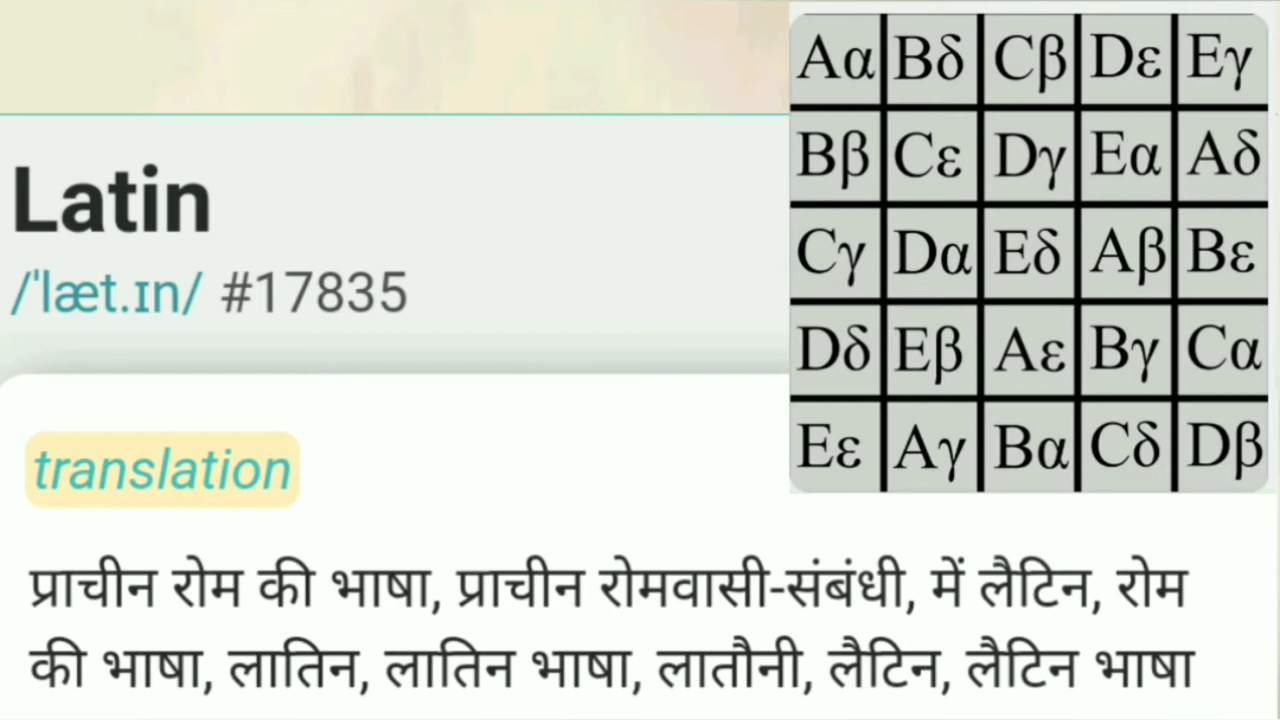 Latin
/ˈlæt.ɪn/ #17835
translation
प्राचीन रोम की भाषा, प्राचीन रोमवासी-संबंधी, में लैटिन, रोम
की भाषा, लातिन, लातिन भाषा, लातौनी, लैटिन, लैटिन भाषा
Aα Bδ Cβ Dε Eγ
Bβ Cε Dγ Eα Aδ
Cγ Dα Eδ Aβ Bε
Dδ Eβ Aε Bγ Cα
Eε Aγ Bα Cδ Dβ